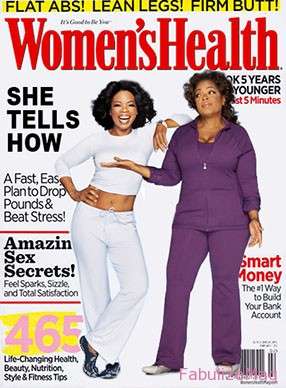 FLAT ABS! LEAN LEGS! FIRM BUTT!
It's Good to Be You
Women'sHealth
OK 5 YEARS
YOUNGER
st 5 Minutes
SHE
TELLS
HOW
A Fast, Easy
Plan to Drop
Pounds &
Beat Stress!
Amazin
Sex
Secrets!
Feel Sparks, Sizzle,
and Total Satisfaction
465
Life-Changing Health,
Beauty, Nutrition,
Style & Fitness Tips
Smart
Money
The #1 Way
to Build
Your Bank
Account